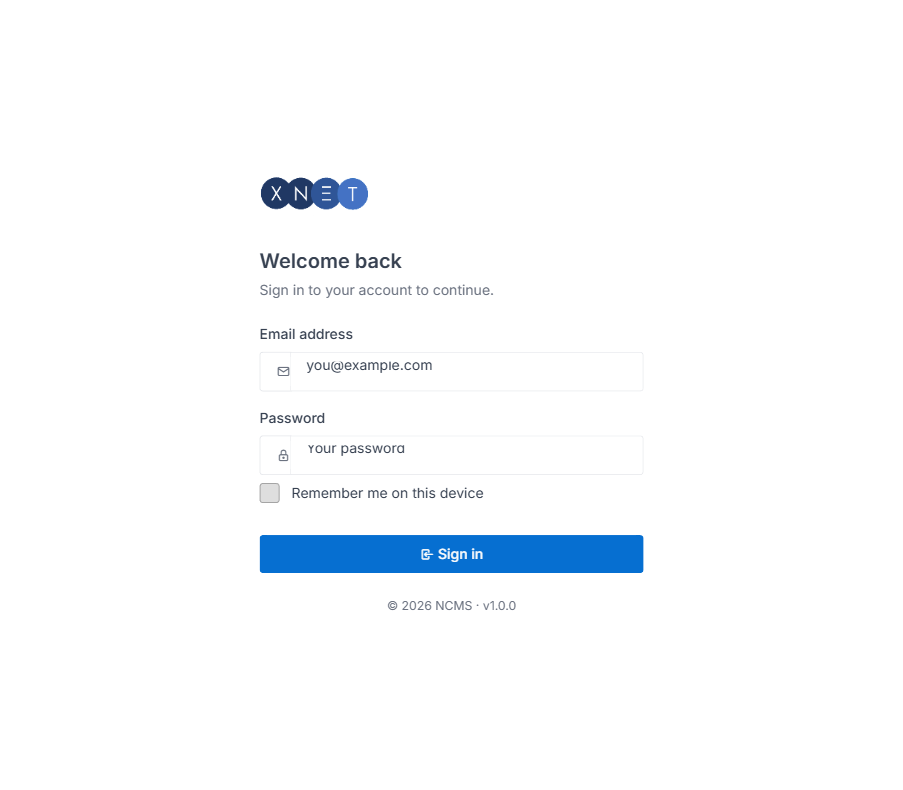 XNET
Welcome back
Sign in to your account to continue.
Email address
you@example.com
Password
Your password
Remember me on this device
Sign in
© 2026 NCMS · v1.0.0